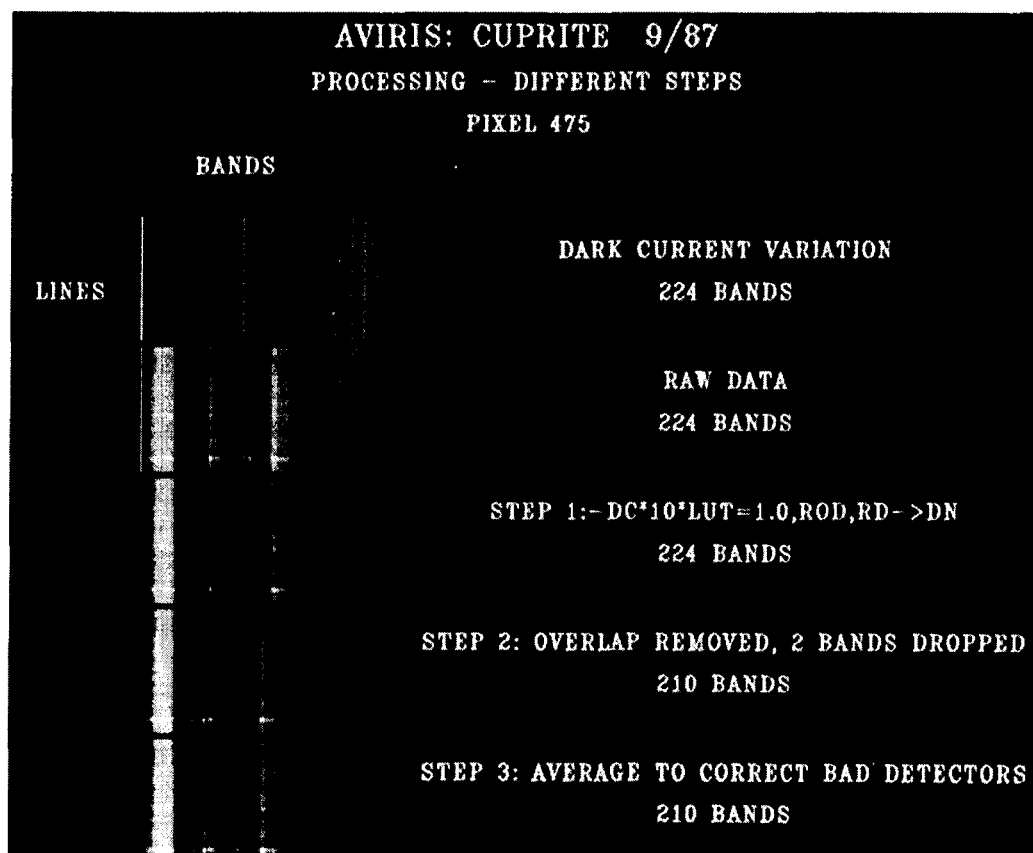 AVIRIS: CUPRITE 9/87
PROCESSING - DIFFERENT STEPS
PIXEL 475
BANDS
LINES
DARK CURRENT VARIATION
224 BANDS
RAW DATA
224 BANDS
STEP 1:-DC*10*LUT=1.0,ROD,RD->DN
224 BANDS
STEP 2: OVERLAP REMOVED, 2 BANDS DROPPED
210 BANDS
STEP 3: AVERAGE TO CORRECT BAD DETECTORS
210 BANDS